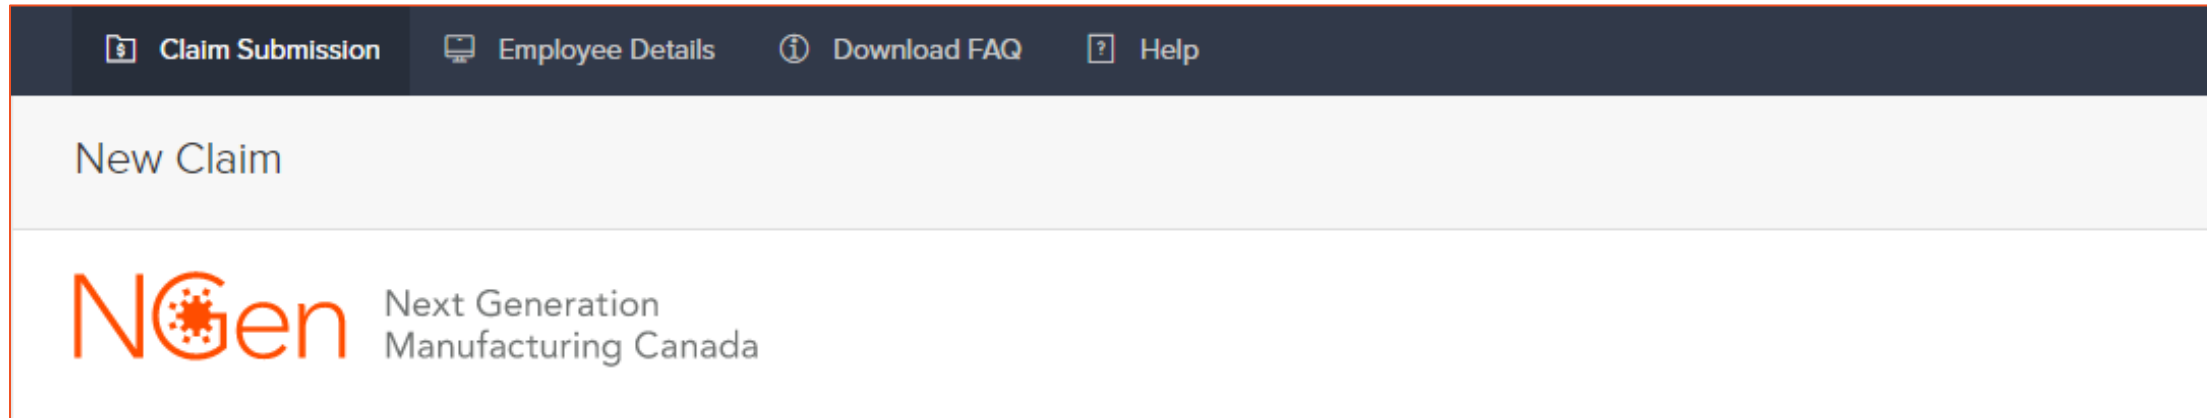 Claim Submission Employee Details Download FAQ Help
New Claim
NGen Next Generation
Manufacturing Canada